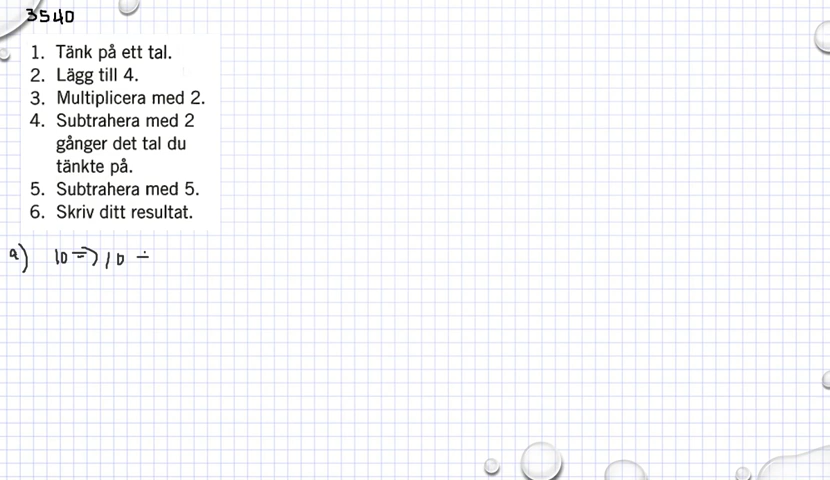 3540
1. Tänk på ett tal.
2. Lägg till 4.
3. Multiplicera med 2.
4. Subtrahera med 2
gånger det tal du
tänkte på.
5. Subtrahera med 5.
6. Skriv ditt resultat.
a) 10 => 10